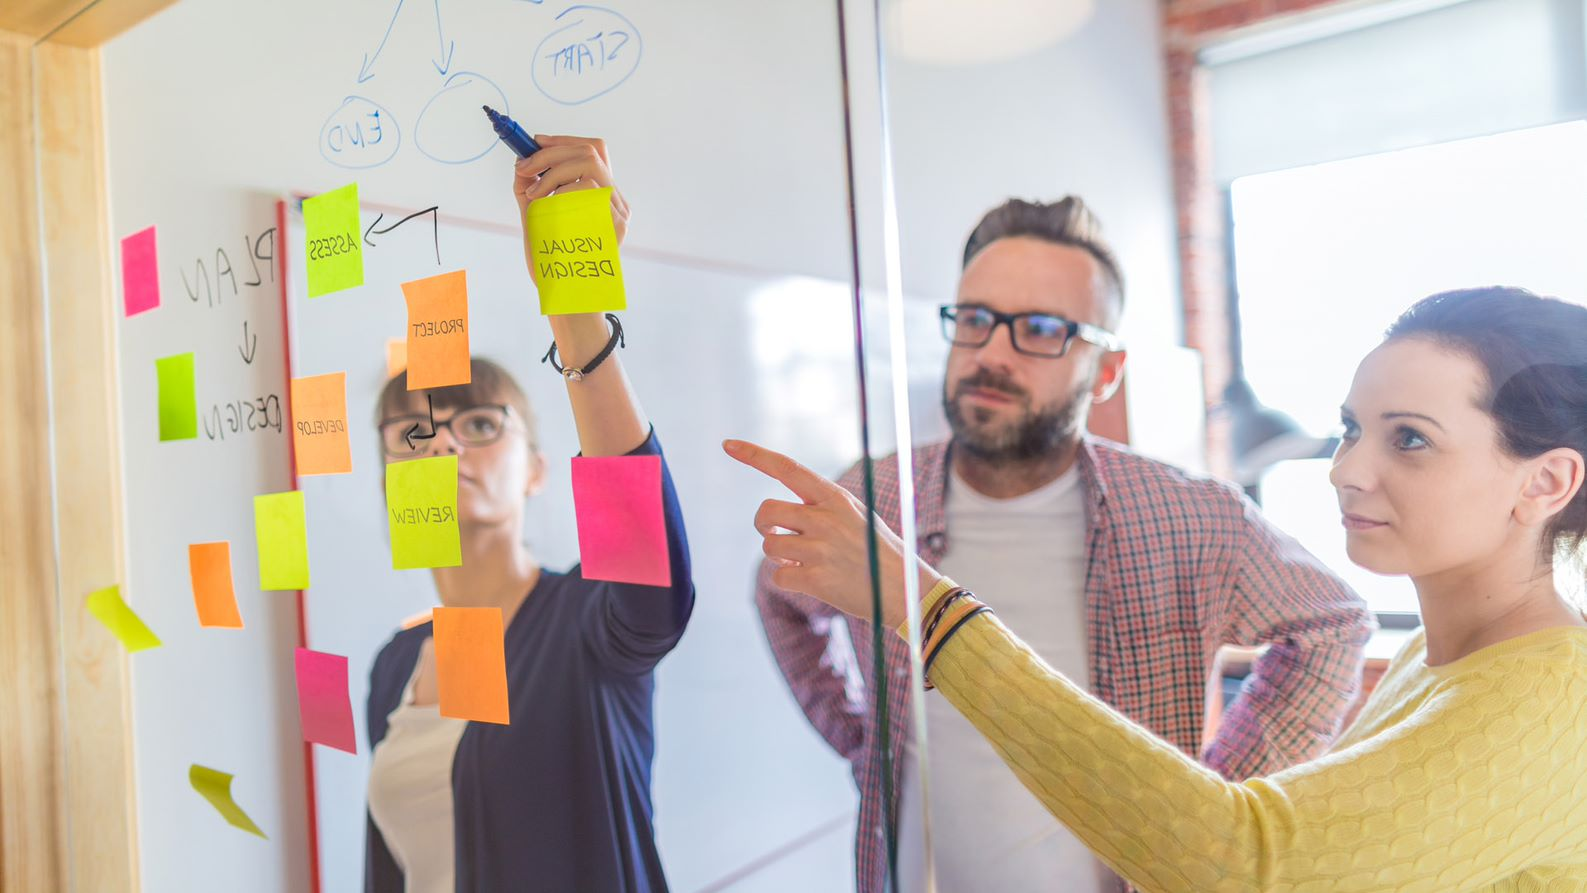 START
END
PLAN
ASSESS
VISUAL
DESIGN
PROJECT
DESIGN
DEVELOP
REVIEW